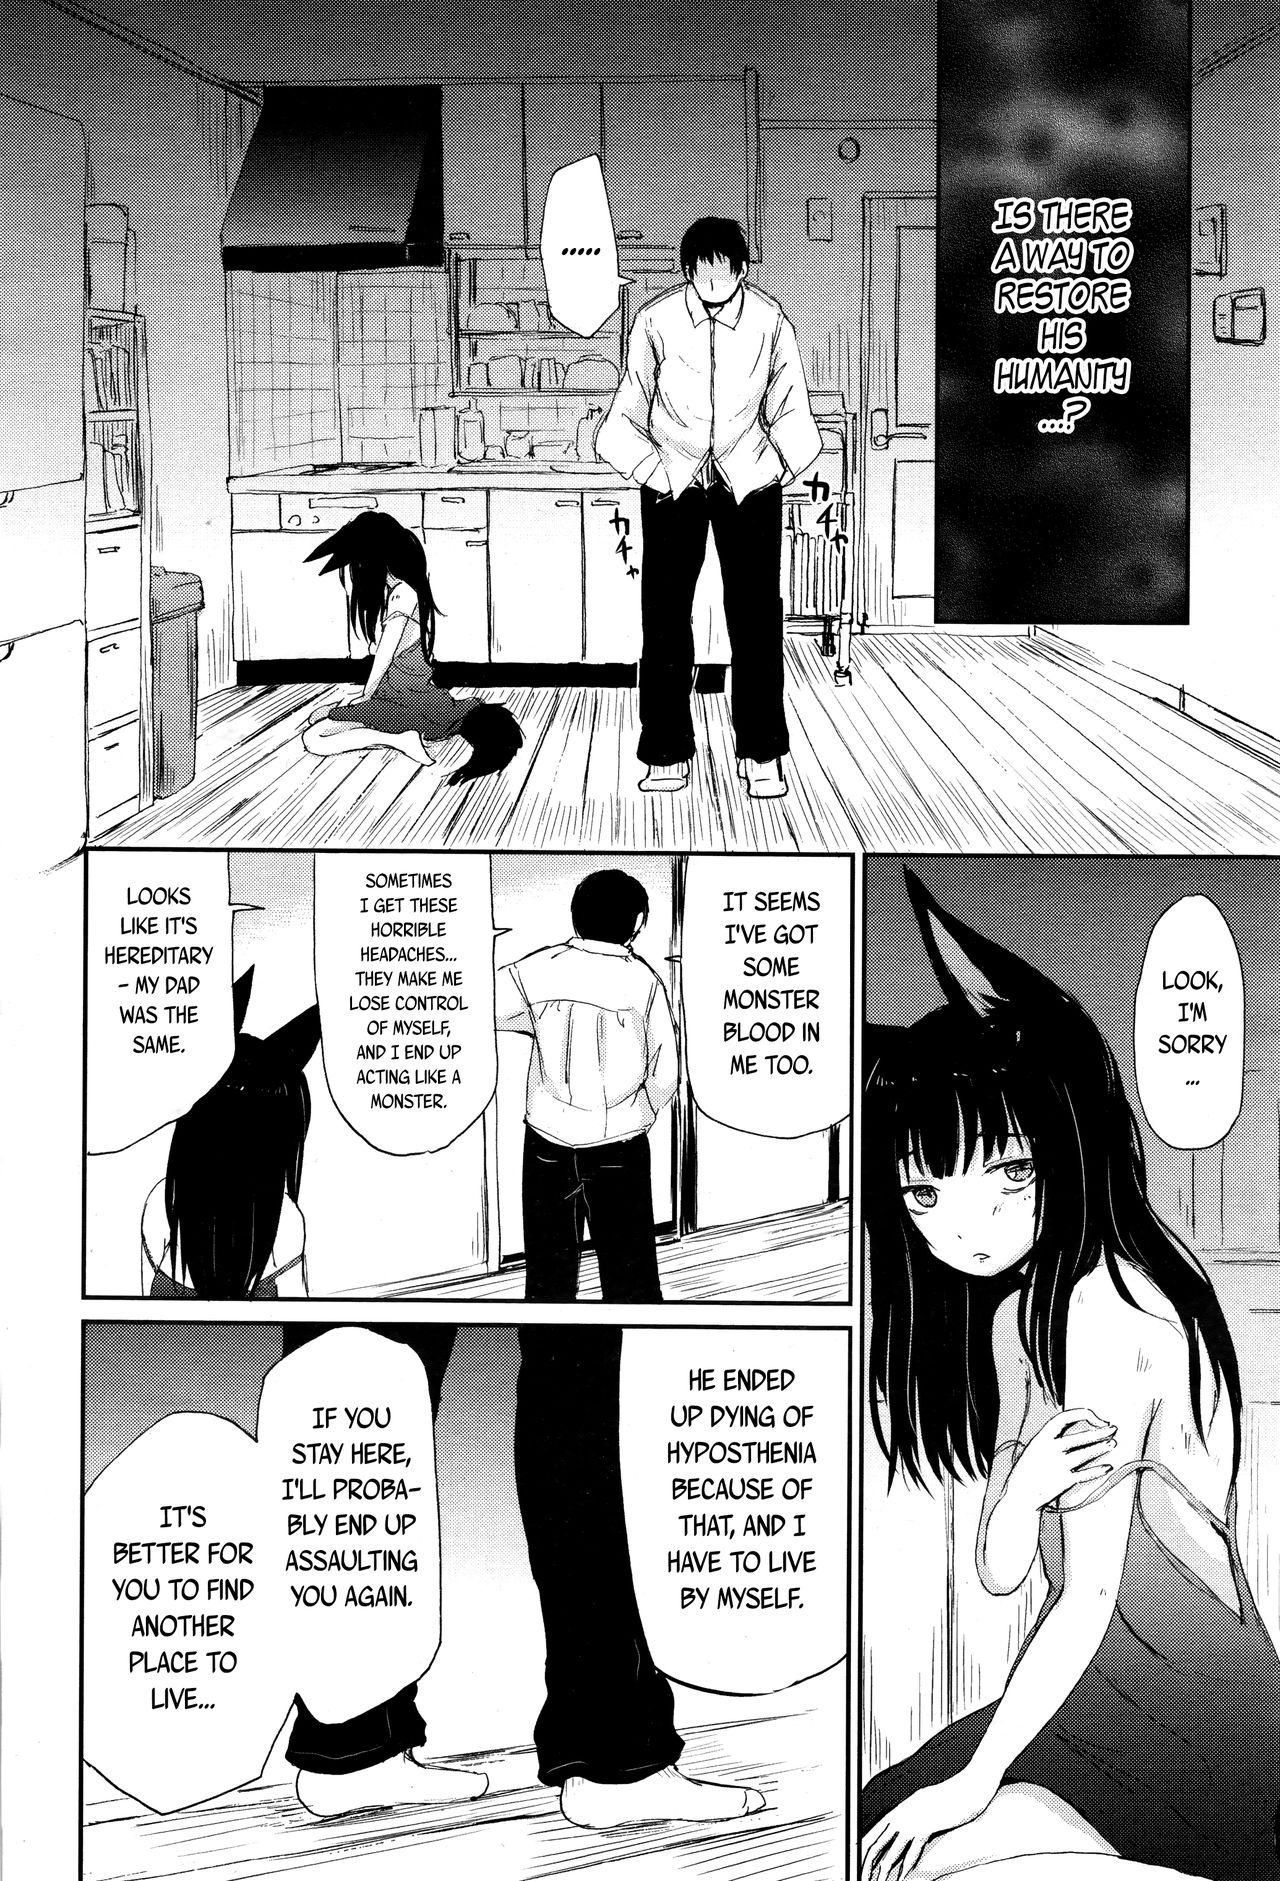 IS THERE
A WAY TO
RESTORE
HIS
HUMANITY
...?
.....
カチャ
カチャ
LOOK,
I'M
SORRY
...
IT SEEMS
I'VE GOT
SOME
MONSTER
BLOOD IN
ME TOO.
SOMETIMES
I GET THESE
HORRIBLE
HEADACHES...
THEY MAKE ME
LOSE CONTROL
OF MYSELF,
AND I END UP
ACTING LIKE A
MONSTER.
LOOKS
LIKE IT'S
HEREDITARY
- MY DAD
WAS THE
SAME.
HE ENDED
UP DYING OF
HYPOSTHENIA
BECAUSE OF
THAT, AND I
HAVE TO LIVE
BY MYSELF.
IF YOU
STAY HERE,
I'LL PROBA-
BLY END UP
ASSAULTING
YOU AGAIN.
IT'S
BETTER FOR
YOU TO FIND
ANOTHER
PLACE TO
LIVE...